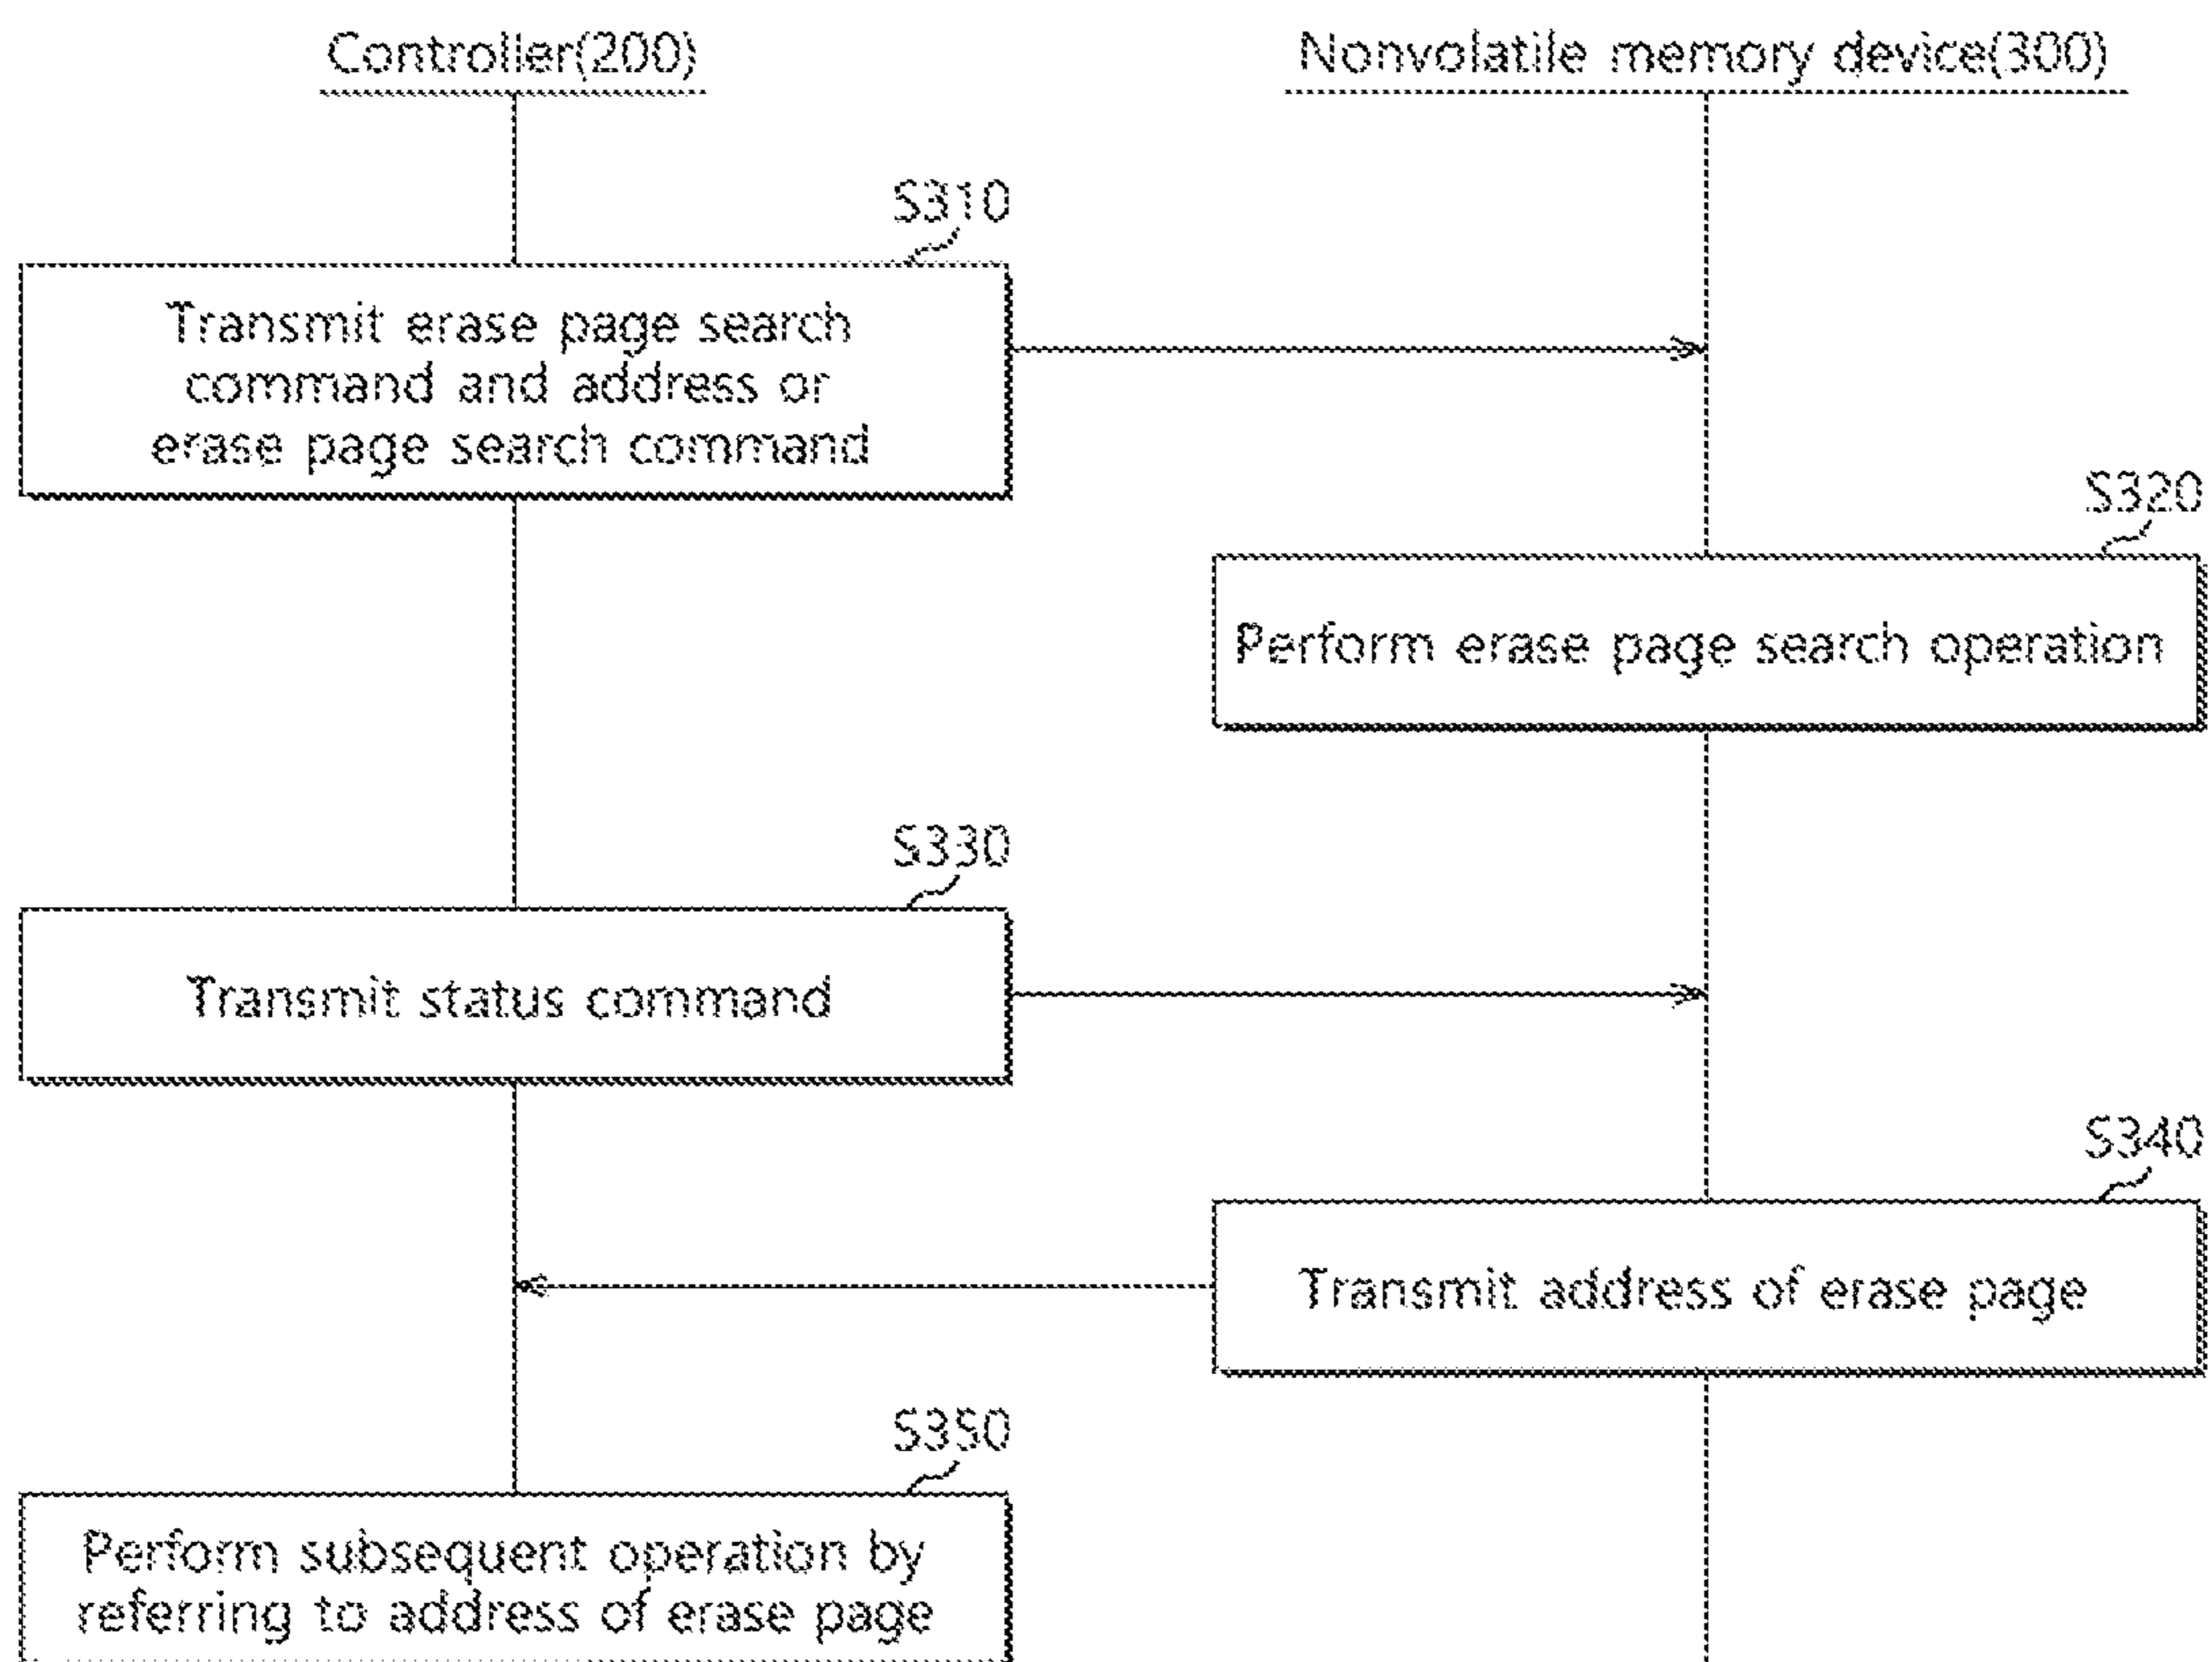 Controller(200)
Nonvolatile memory device(300)
S310
Transmit erase page search
command and address or
erase page search command
S320
Perform erase page search operation
S330
Transmit status command
S340
Transmit address of erase page
S350
Perform subsequent operation by
referring to address of erase page